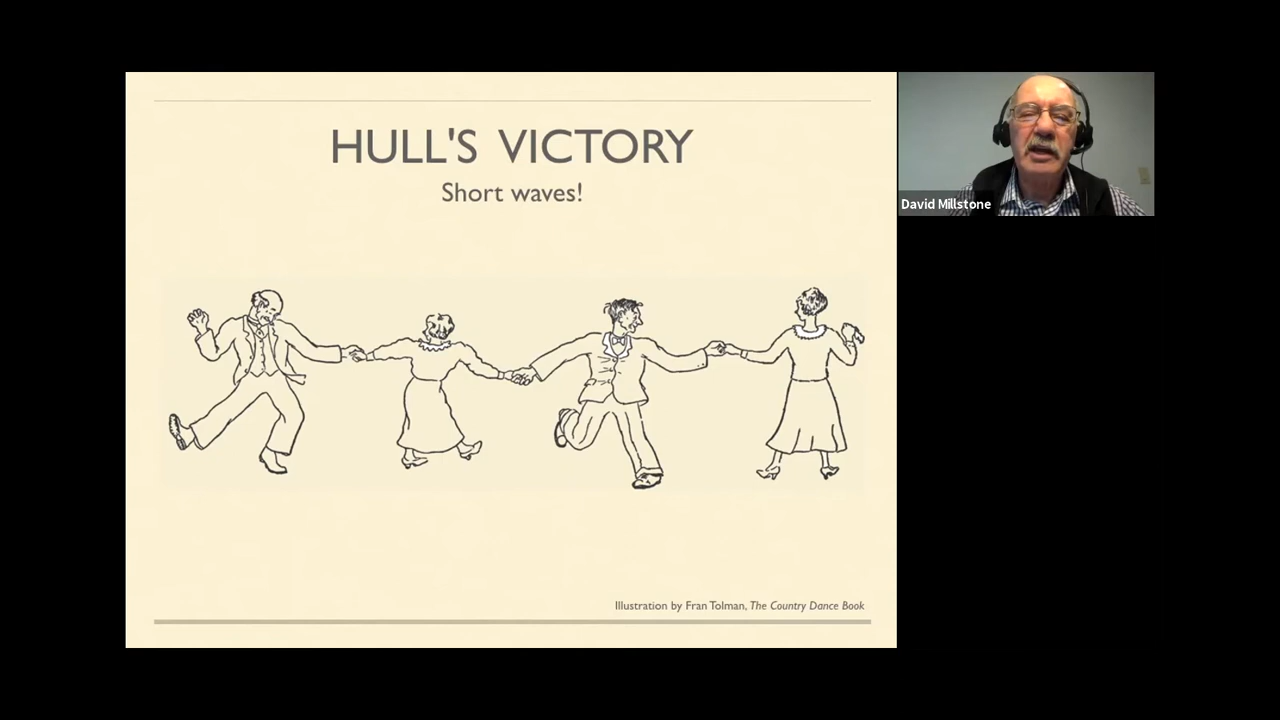 HULL'S VICTORY
Short waves!
David Millstone
Illustration by Fran Tolman, The Country Dance Book